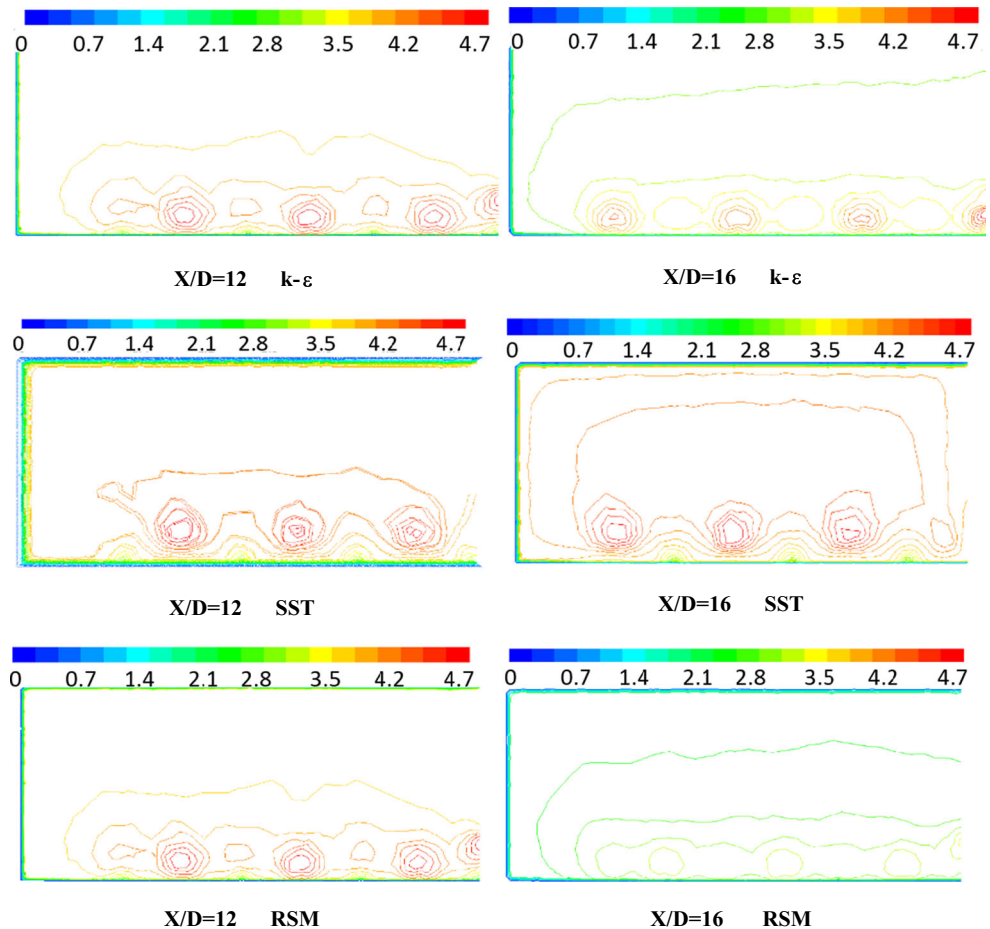 0 0.7 1.4 2.1 2.8 3.5 4.2 4.7
0 0.7 1.4 2.1 2.8 3.5 4.2 4.7
X/D=12 k-ε
X/D=16 k-ε
0 0.7 1.4 2.1 2.8 3.5 4.2 4.7
0 0.7 1.4 2.1 2.8 3.5 4.2 4.7
X/D=12 SST
X/D=16 SST
0 0.7 1.4 2.1 2.8 3.5 4.2 4.7
0 0.7 1.4 2.1 2.8 3.5 4.2 4.7
X/D=12 RSM
X/D=16 RSM